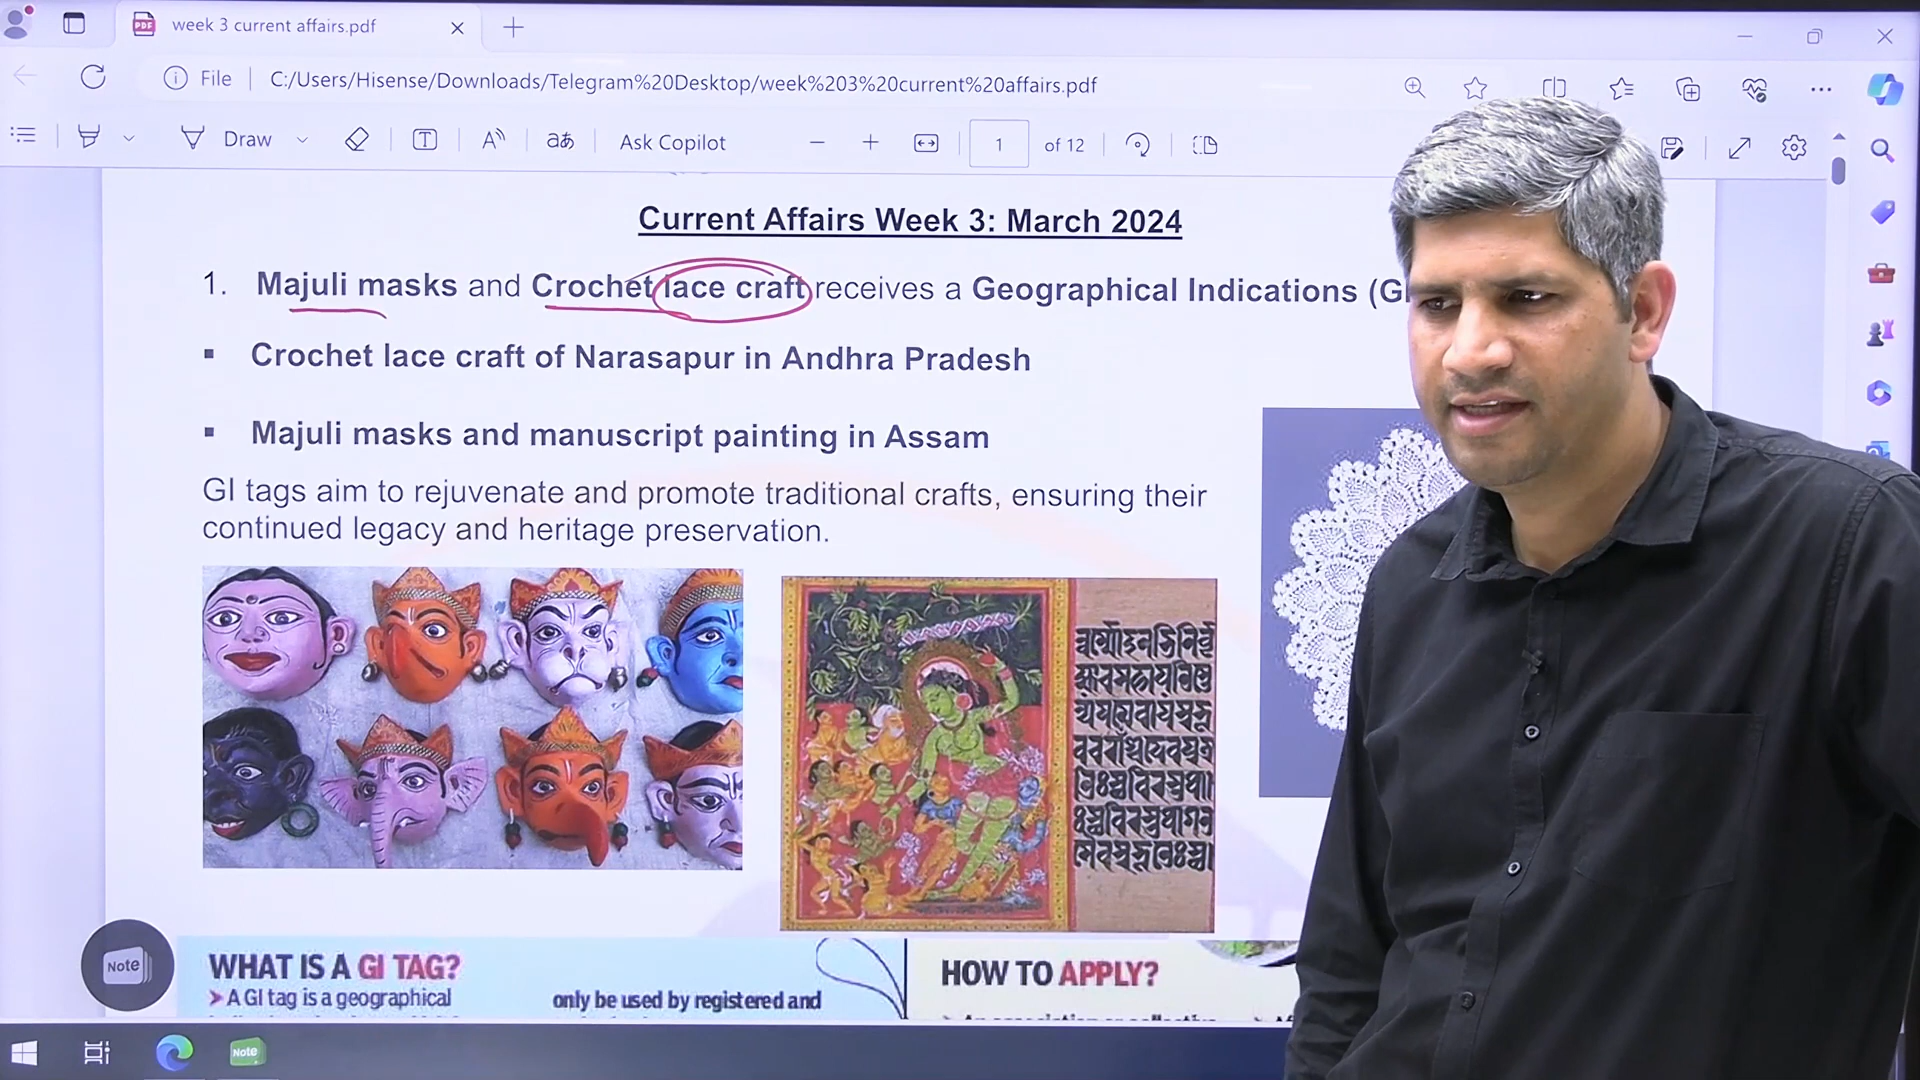 week 3 current affairs.pdf
File
C:/Users/Hisense/Downloads/Telegram%20Desktop/week%203%20current%20affairs.pdf
Draw
Ask Copilot
1
of 12
Current Affairs Week 3: March 2024
1. Majuli masks and Crochet lace craft receives a Geographical Indications (GI
▪ Crochet lace craft of Narasapur in Andhra Pradesh
▪ Majuli masks and manuscript painting in Assam
GI tags aim to rejuvenate and promote traditional crafts, ensuring their
continued legacy and heritage preservation.
WHAT IS A GI TAG?
➤A GI tag is a geographical
only be used by registered and
HOW TO APPLY?
Note
Note